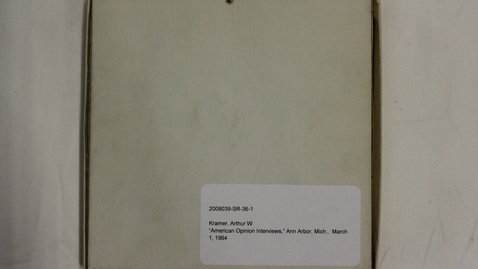 2009039-SR-36-1
Kramer, Arthur W.
"American Opinion Interviews," Ann Arbor, Mich., March
1, 1964